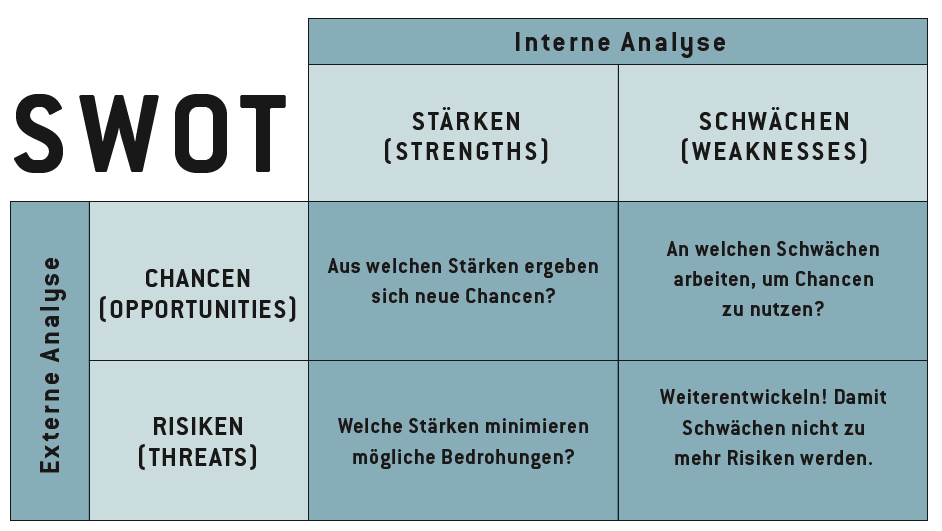 Interne Analyse
SWOT
STÄRKEN
(STRENGTHS)
SCHWÄCHEN
(WEAKNESSES)
Externe Analyse
CHANCEN
(OPPORTUNITIES)
Aus welchen Stärken ergeben
sich neue Chancen?
An welchen Schwächen
arbeiten, um Chancen
zu nutzen?
RISIKEN
(THREATS)
Welche Stärken minimieren
mögliche Bedrohungen?
Weiterentwickeln! Damit
Schwächen nicht zu
mehr Risiken werden.